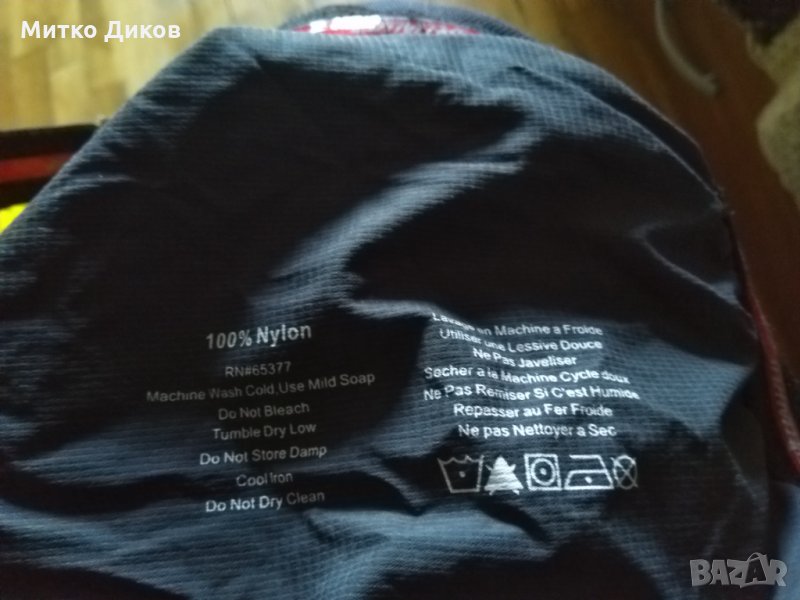 Митко Диков
100% Nylon
RN#65377
Machine Wash Cold,Use Mild Soap
Do Not Bleach
Tumble Dry Low
Do Not Store Damp
Cool Iron
Do Not Dry Clean
Lavage en Machine a Froide
Utiliser une Lessive Douce
Ne Pas Javeliser
Secher a la Machine Cycle doux
Ne Pas Remiser Si C'est Humide
Repasser au Fer Froide
Ne pas Nettoyer a Sec
BAZAR